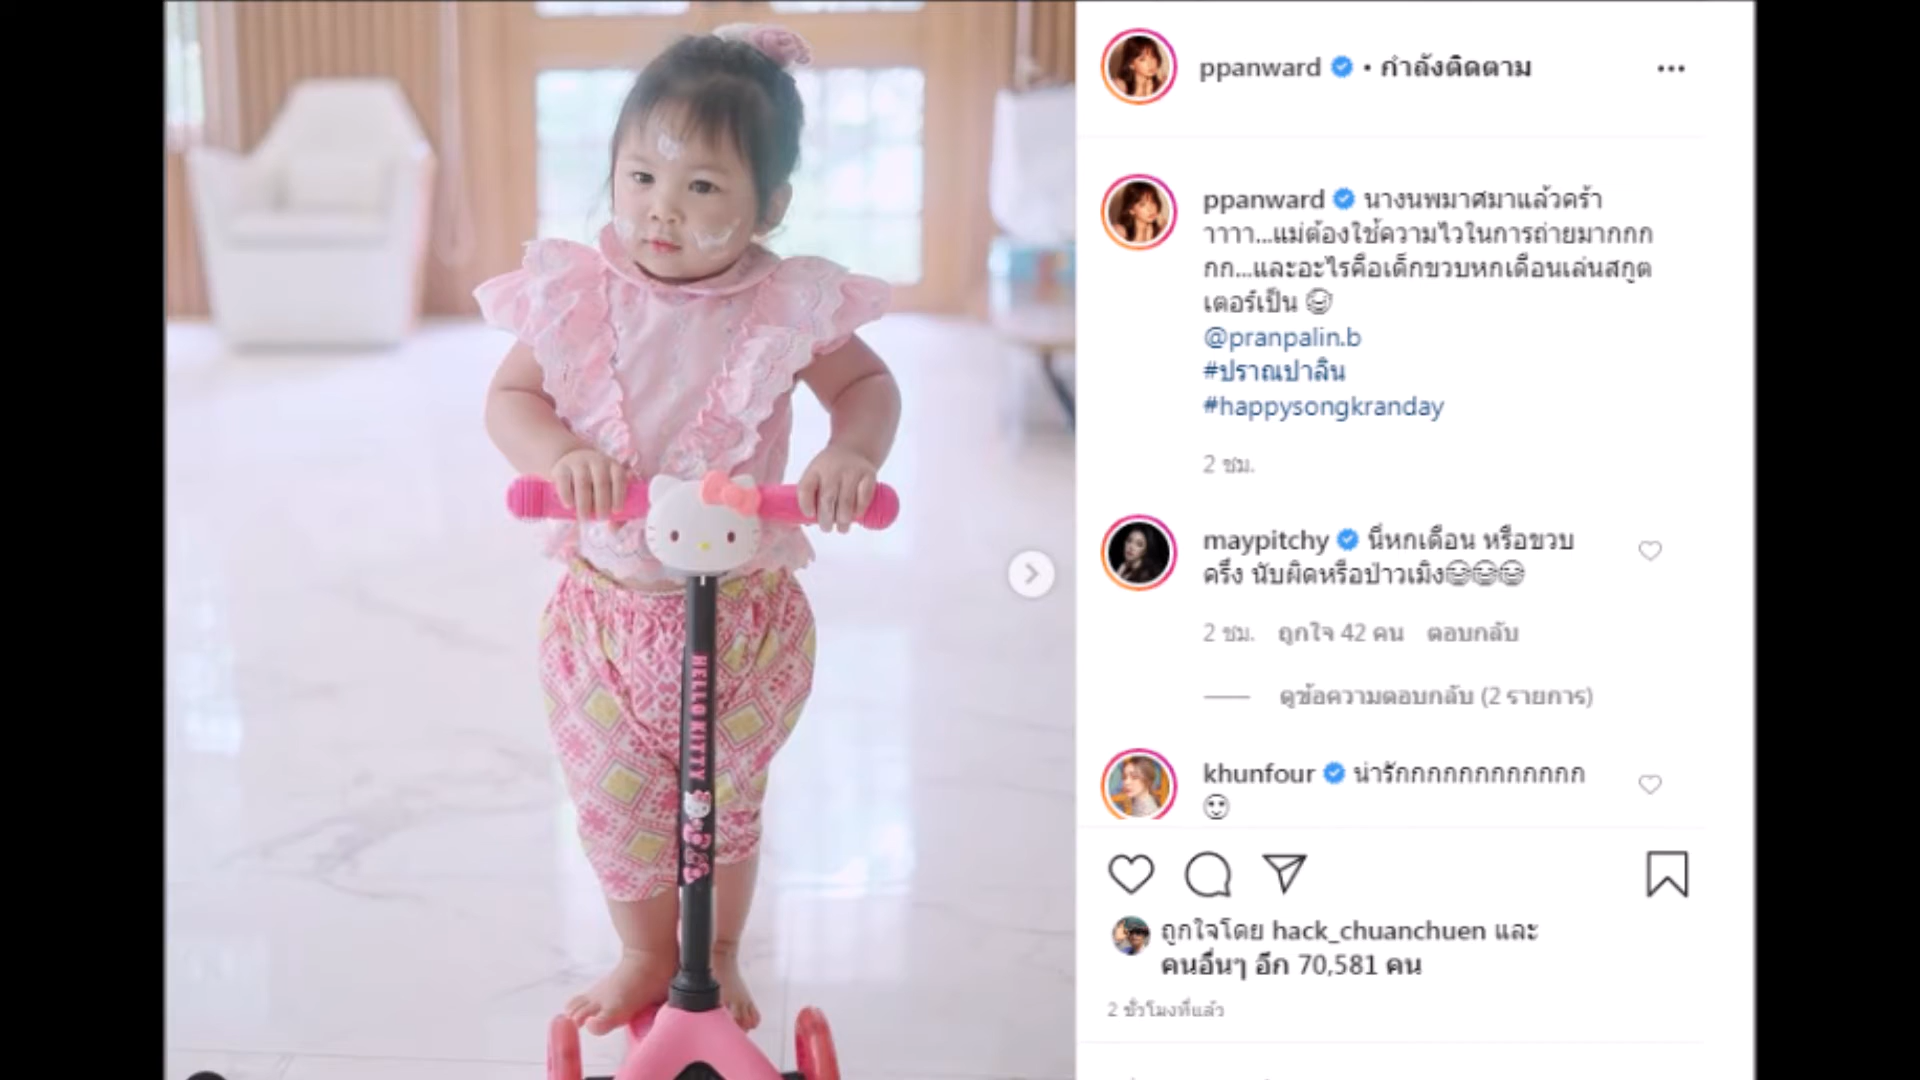 ppanward • กำลังติดตาม
ppanward นางนพมาศมาแล้วคร้า
าาาา...แม่ต้องใช้ความไวในการถ่ายมากกก
กก...และอะไรคือเด็กขวบหกเดือนเล่นสกูต
เตอร์เป็น
@pranpalin.b
#ปราณปาลิน
#happysongkranday
2 ชม.
maypitchy นี่หกเดือน หรือขวบ
ครึ่ง นับผิดหรือป่าวเมิง
2 ชม. ถูกใจ 42 คน ตอบกลับ
ดูข้อความตอบกลับ (2 รายการ)
khunfour น่ารักกกกกกกกกกกก
ถูกใจโดย hack_chuanchuen และ
คนอื่นๆ อีก 70,581 คน
2 ชั่วโมงที่แล้ว
HELLO KITTY